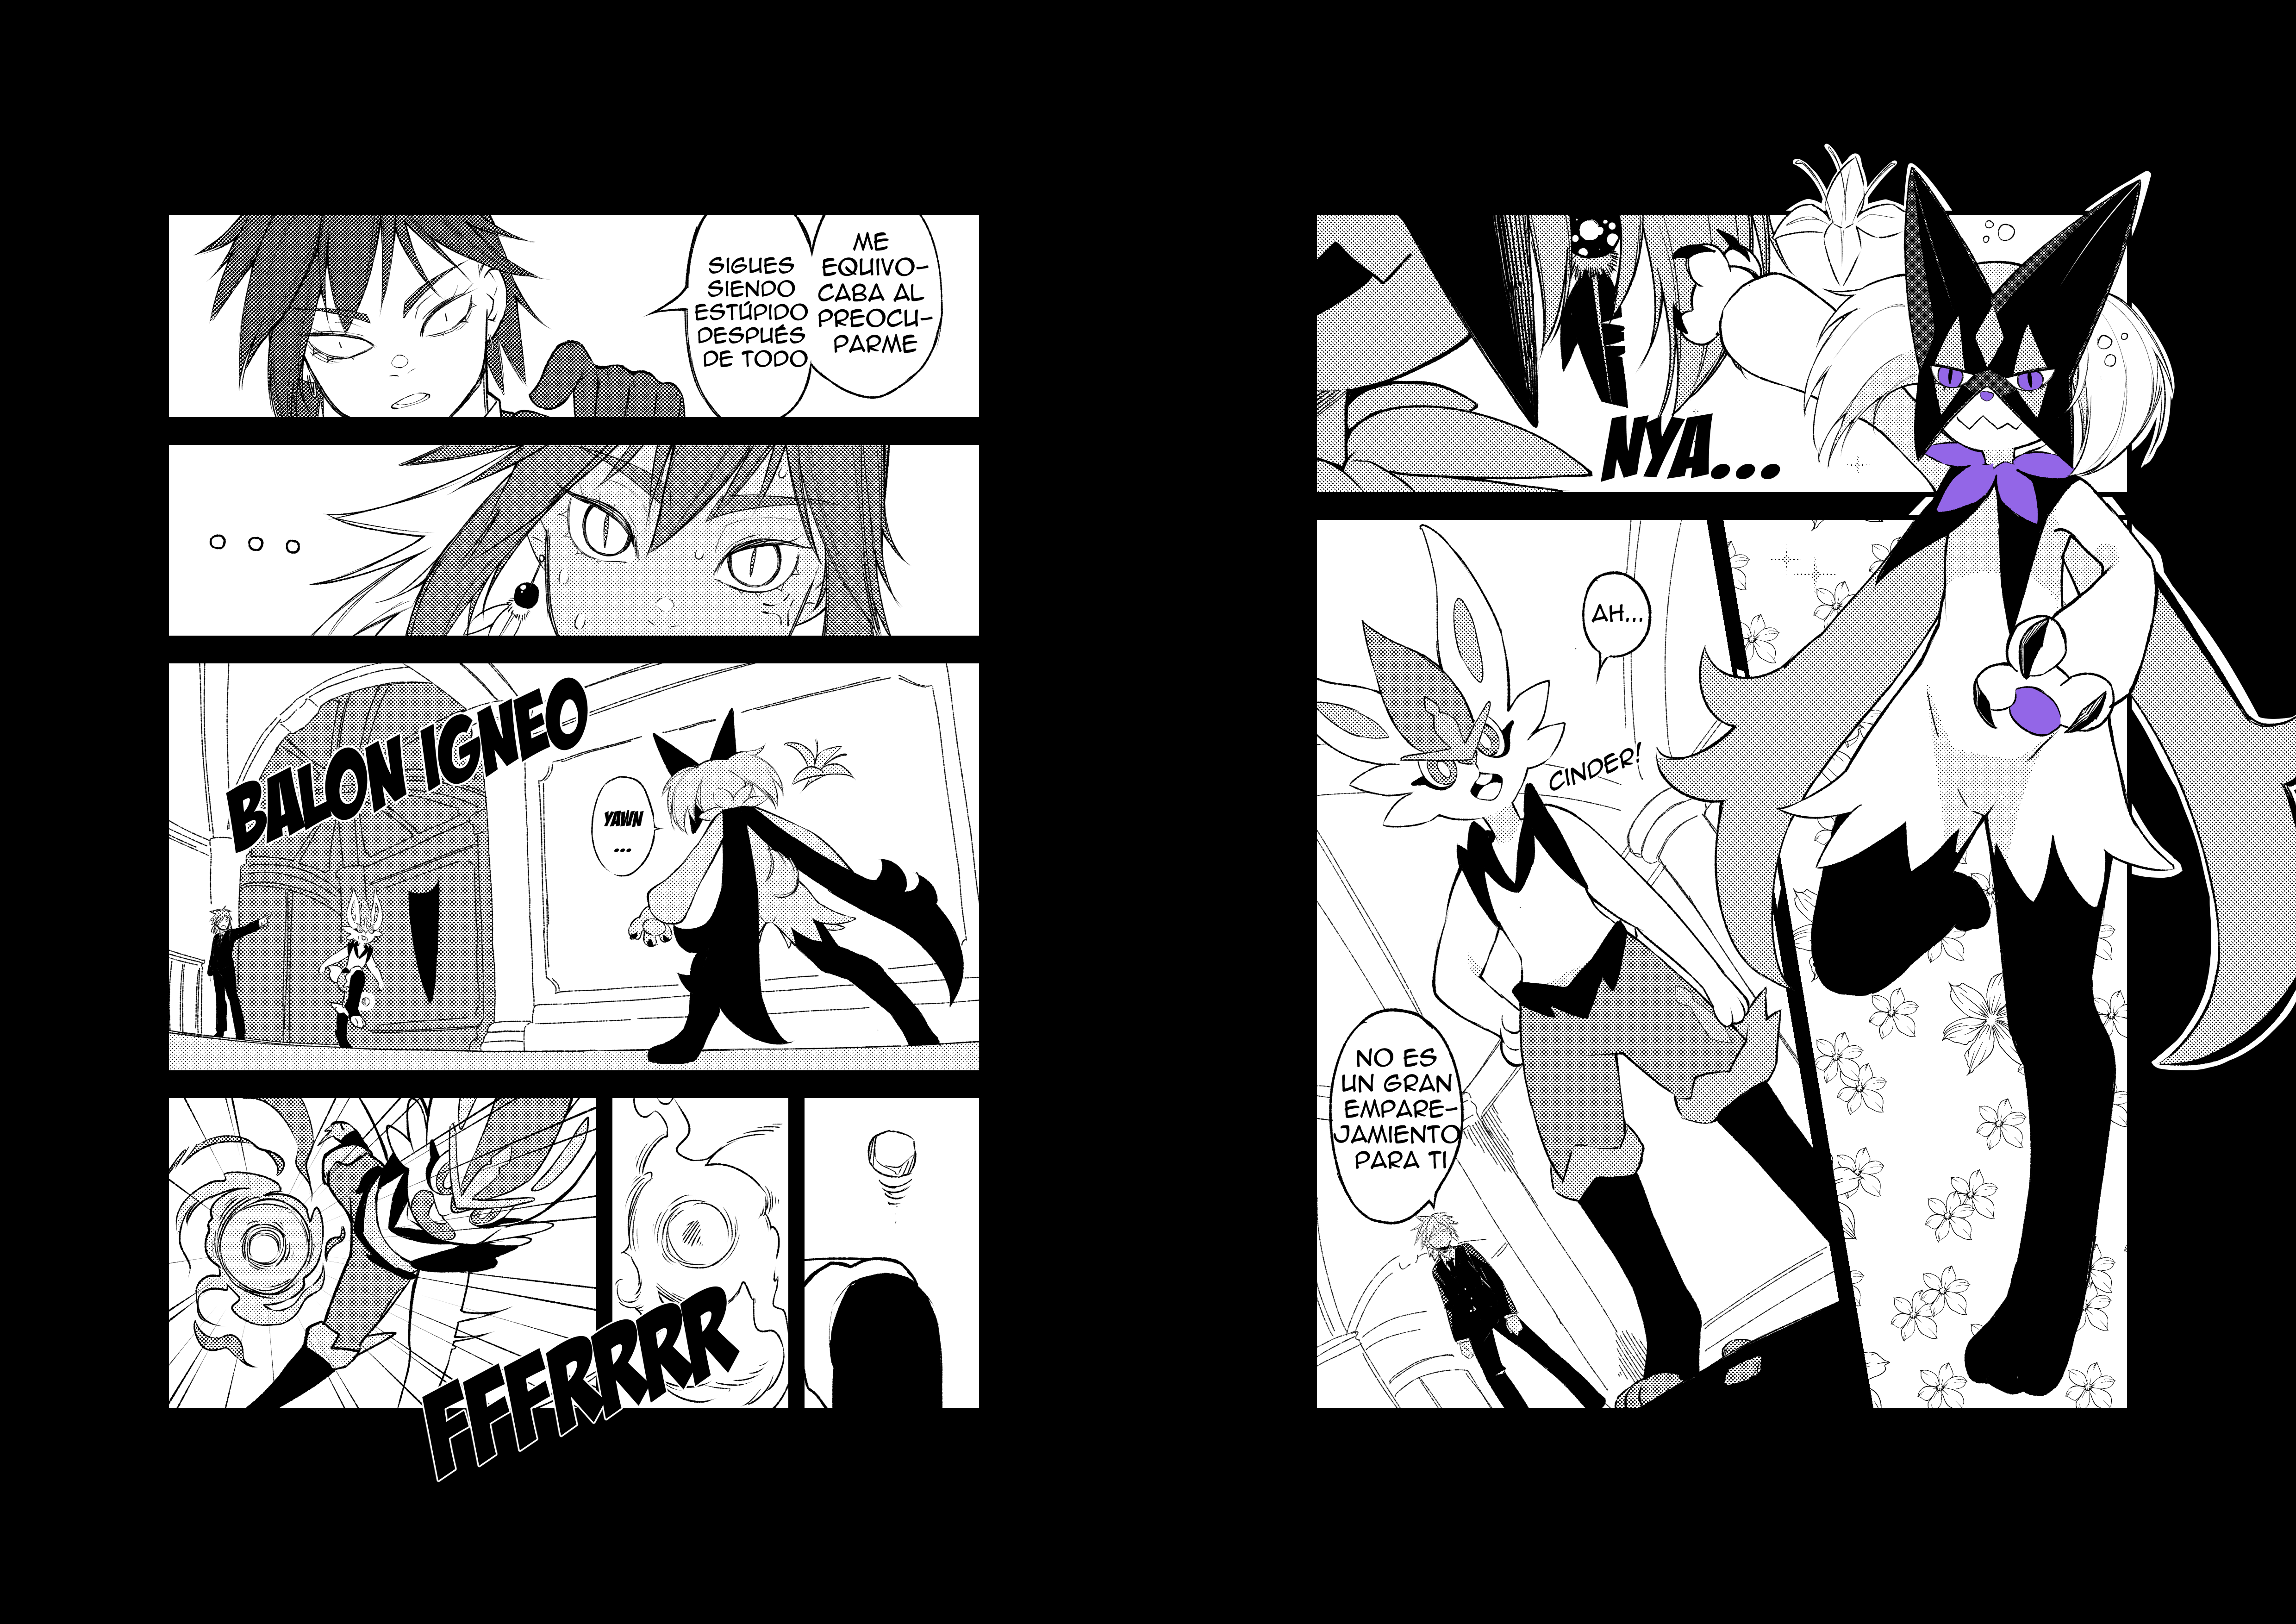 NYA...
AH...
CINDER!
NO ES
UN GRAN
EMPARE-
JAMIENTO
PARA TI
ME
EQUIVO-
CABA AL
PREOCU-
PARME
SIGUES
SIENDO
ESTÚPIDO
DESPUÉS
DE TODO
...
BALON IGNEO
YAWN
...
FFFRRRR